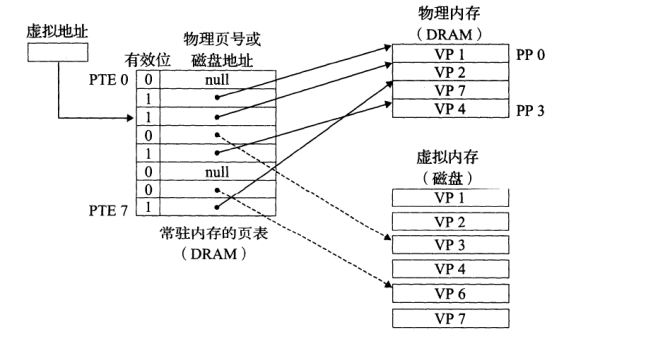 虚拟地址
有效位
物理页号或
磁盘地址
PTE 0
0
null
1
1
0
1
0
null
0
PTE 7
1
常驻内存的页表
(DRAM)
物理内存
(DRAM)
VP 1
PP 0
VP 2
VP 7
VP 4
PP 3
虚拟内存
(磁盘)
VP 1
VP 2
VP 3
VP 4
VP 6
VP 7